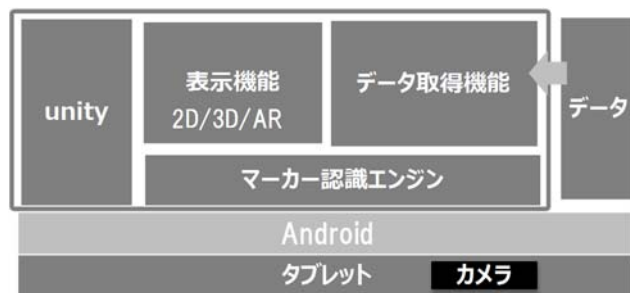 unity
表示機能
2D/3D/AR
データ取得機能
データ
マーカー認識エンジン
Android
タブレット
カメラ